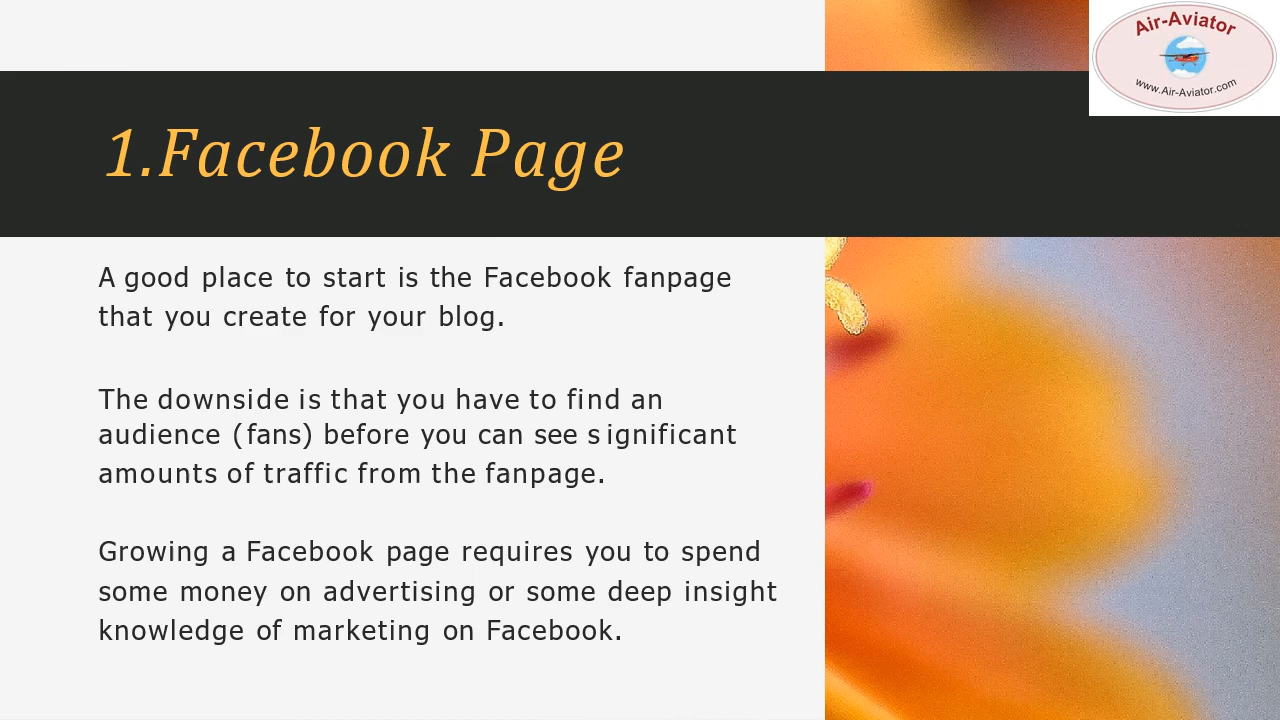 Air-Aviator
www.Air-Aviator.com
1.Facebook Page
A good place to start is the Facebook fanpage
that you create for your blog.
The downside is that you have to find an
audience (fans) before you can see significant
amounts of traffic from the fanpage.
Growing a Facebook page requires you to spend
some money on advertising or some deep insight
knowledge of marketing on Facebook.